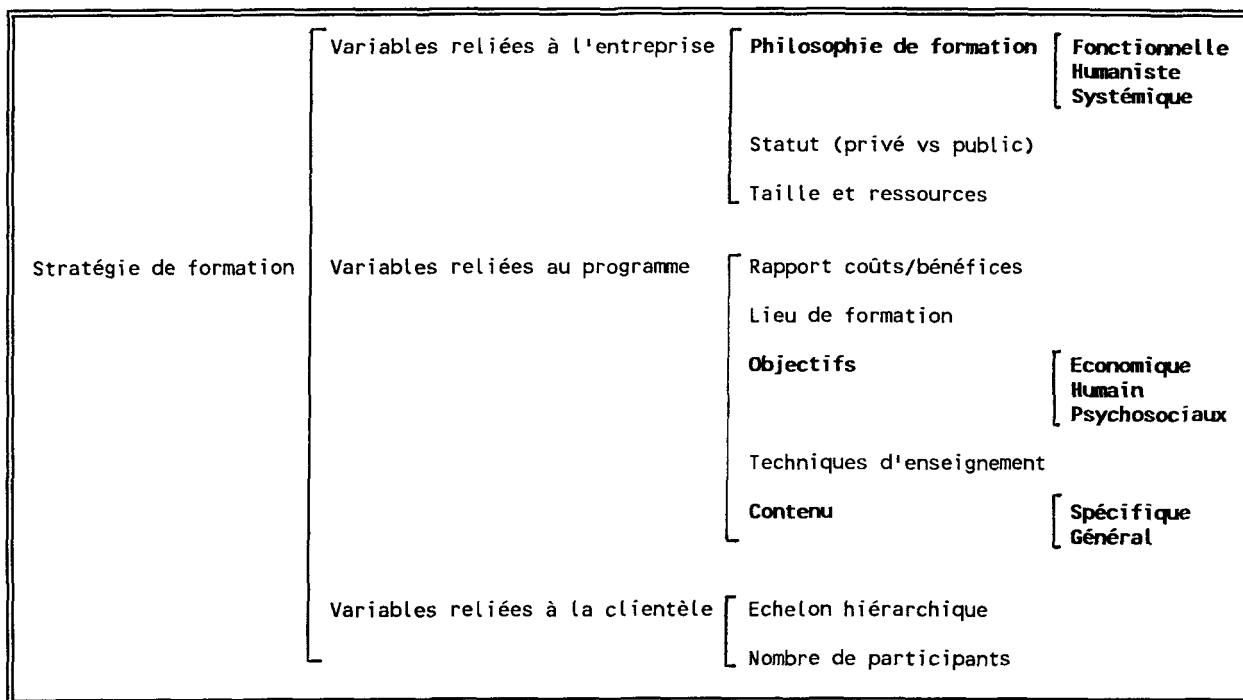 Variables reliées à l'entreprise
Philosophie de formation
Fonctionnelle
Humaniste
Systémique
Statut (privé vs public)
Taille et ressources
Stratégie de formation
Variables reliées au programme
Rapport coûts/bénéfices
Lieu de formation
Objectifs
Economique
Humain
Psychosociaux
Techniques d'enseignement
Contenu
Spécifique
Général
Variables reliées à la clientèle
Echelon hiérarchique
Nombre de participants